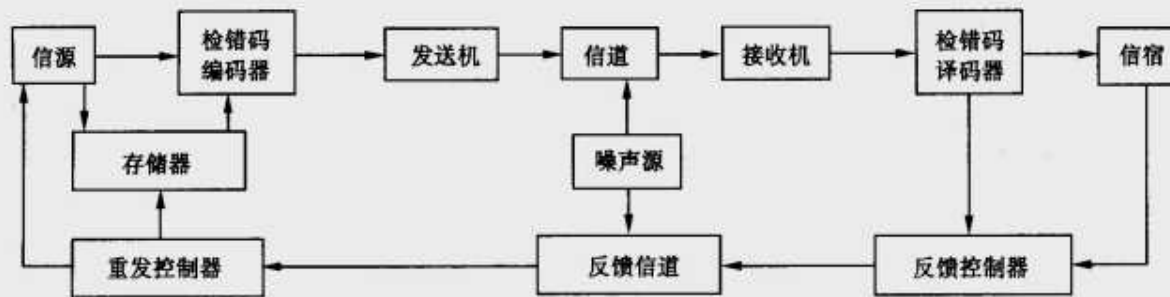 信源
检错码
编码器
发送机
信道
接收机
检错码
译码器
信宿
存储器
噪声源
重发控制器
反馈信道
反馈控制器